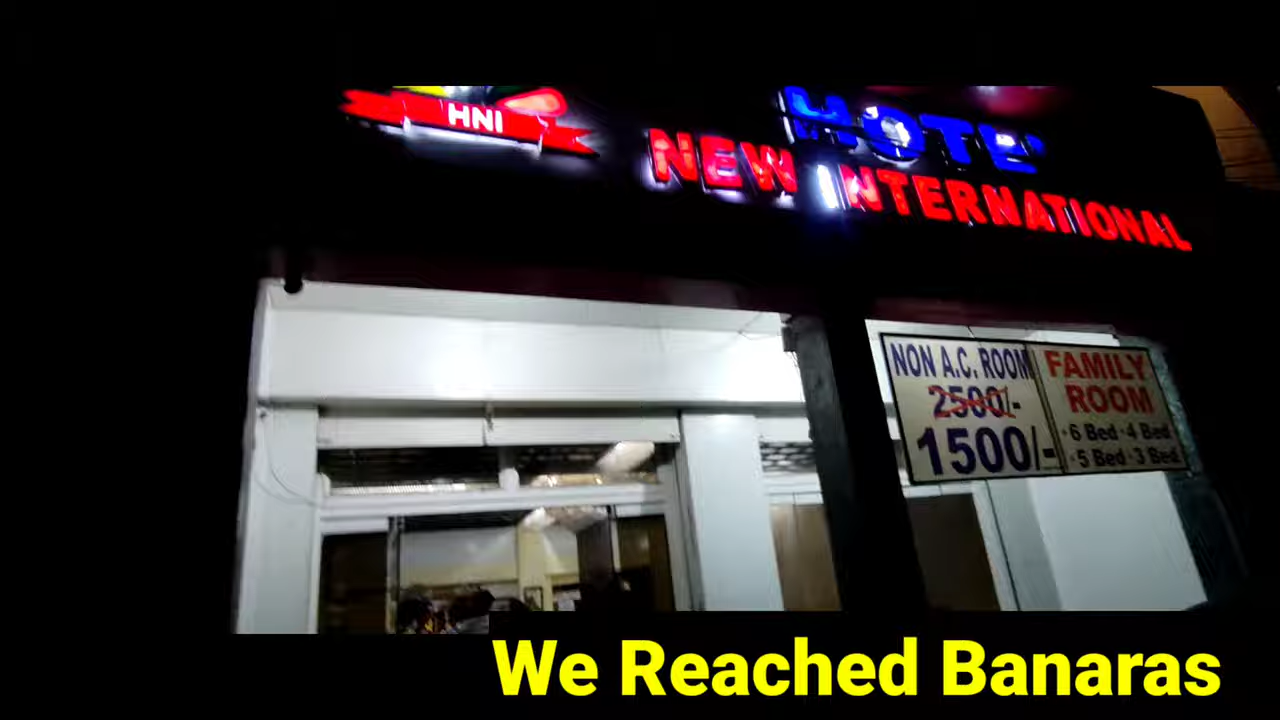 HNI
HOTEL
NEW INTERNATIONAL
NON A.C. ROOM
2500/-
1500/-
FAMILY
ROOM
•6 Bed •4 Bed
•5 Bed •3 Bed
We Reached Banaras